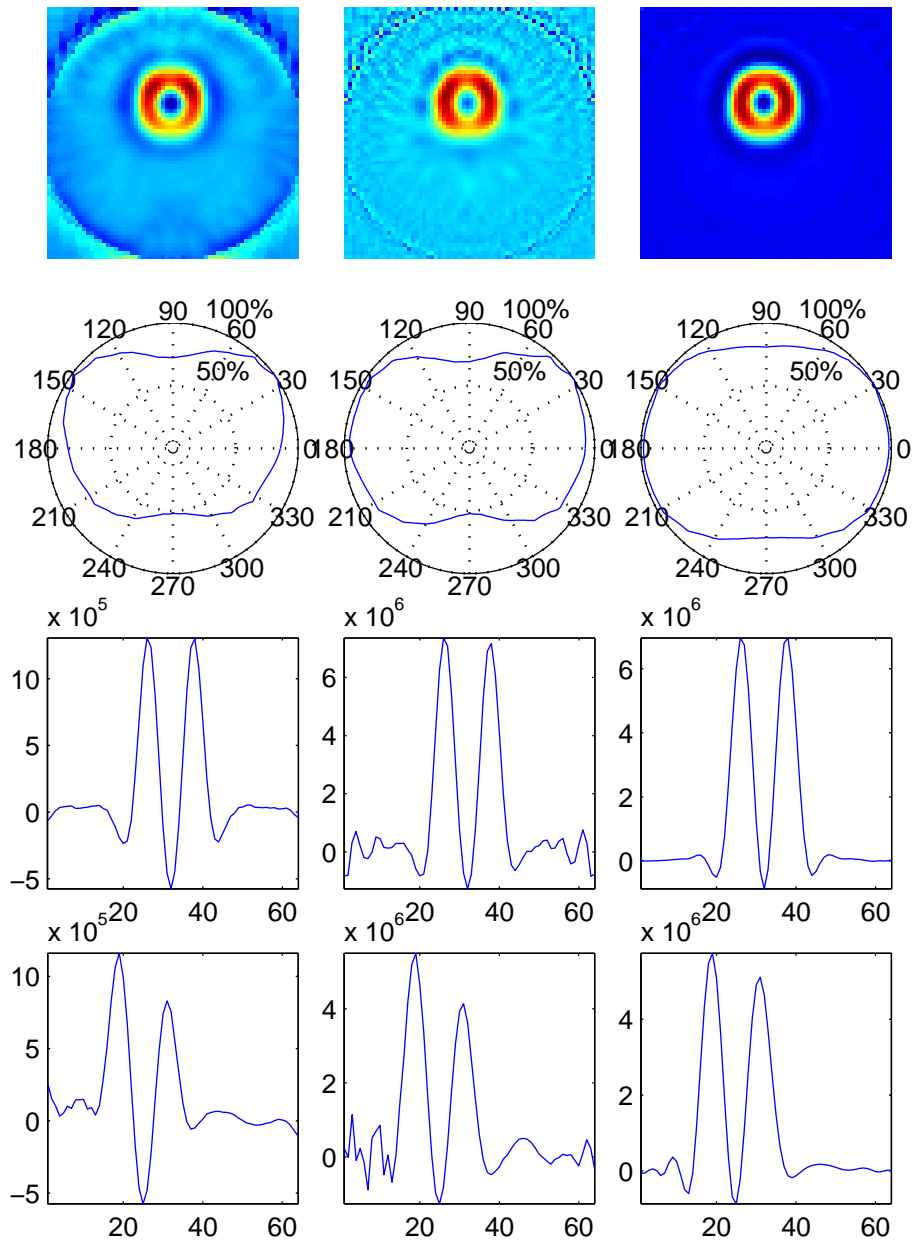 90 100% 90 100% 90 100%
120 60 120 60 120 60
150 50% 30 150 50% 30 150 50% 30
180 0 180 0 180 0
210 330 210 330 210 330
240 300 240 300 240 300
270 270 270
x 10^5 x 10^6 x 10^6
10 6 6
5 4 4
0 2 2
−5 0 0
20 40 60 20 40 60 20 40 60
x 10^5 x 10^6 x 10^6
10 4 4
5 2 2
0 0 0
−5
20 40 60 20 40 60 20 40 60